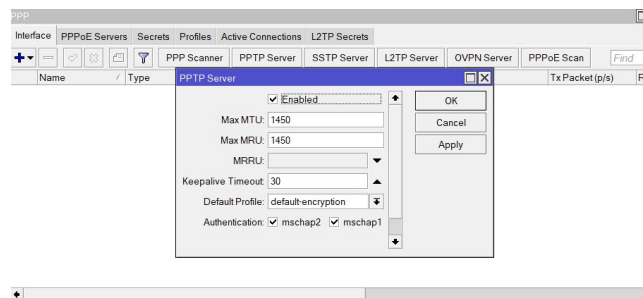 PPP
Interface PPPoE Servers Secrets Profiles Active Connections L2TP Secrets
PPP Scanner PPTP Server SSTP Server L2TP Server OVPN Server PPPoE Scan Find
Name Type Tx Packet (p/s) R
PPTP Server
Enabled OK
Max MTU: 1450 Cancel
Max MRU: 1450 Apply
MRRU:
Keepalive Timeout: 30
Default Profile: default-encryption
Authentication: mschap2 mschap1